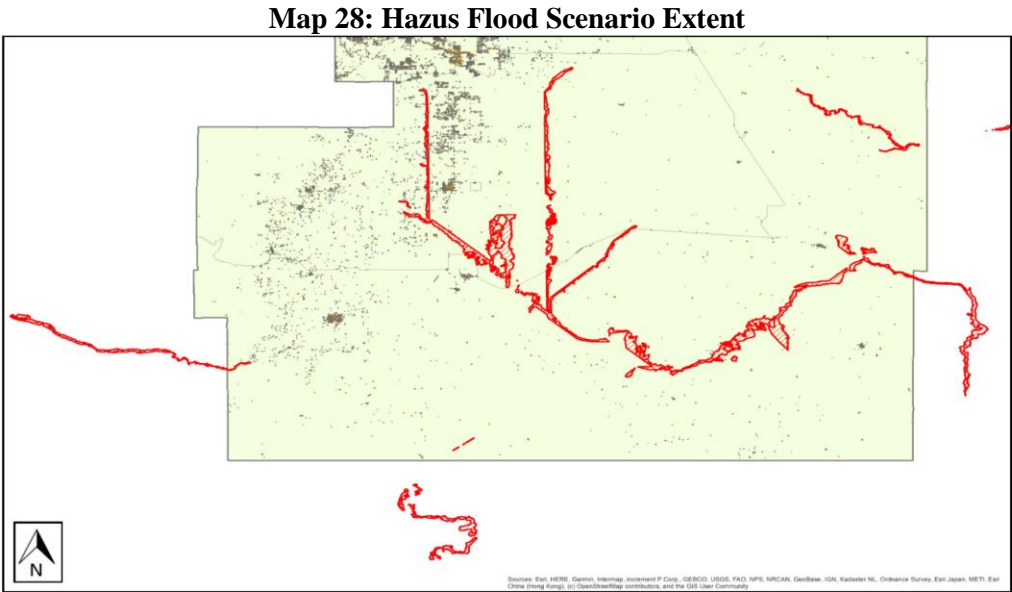 Map 28: Hazus Flood Scenario Extent
N
Sources: Esri, HERE, Garmin, Intermap, increment P Corp., GEBCO, USGS, FAO, NPS, NRCAN, GeoBase, IGN, Kadaster NL, Ordnance Survey, Esri Japan, METI, Esri
China (Hong Kong), (c) OpenStreetMap contributors, and the GIS User Community